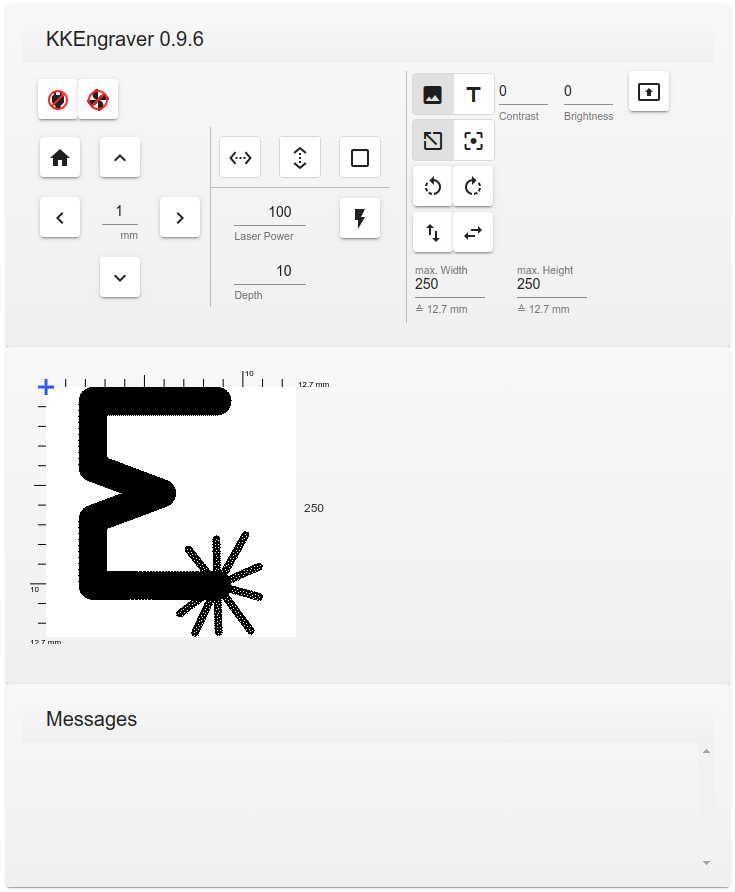 KKEngraver 0.9.6
T
0
0
Contrast
Brightness
1
mm
100
Laser Power
10
Depth
max. Width
250
≙ 12.7 mm
max. Height
250
≙ 12.7 mm
10
12.7 mm
250
10
12.7 mm
Messages